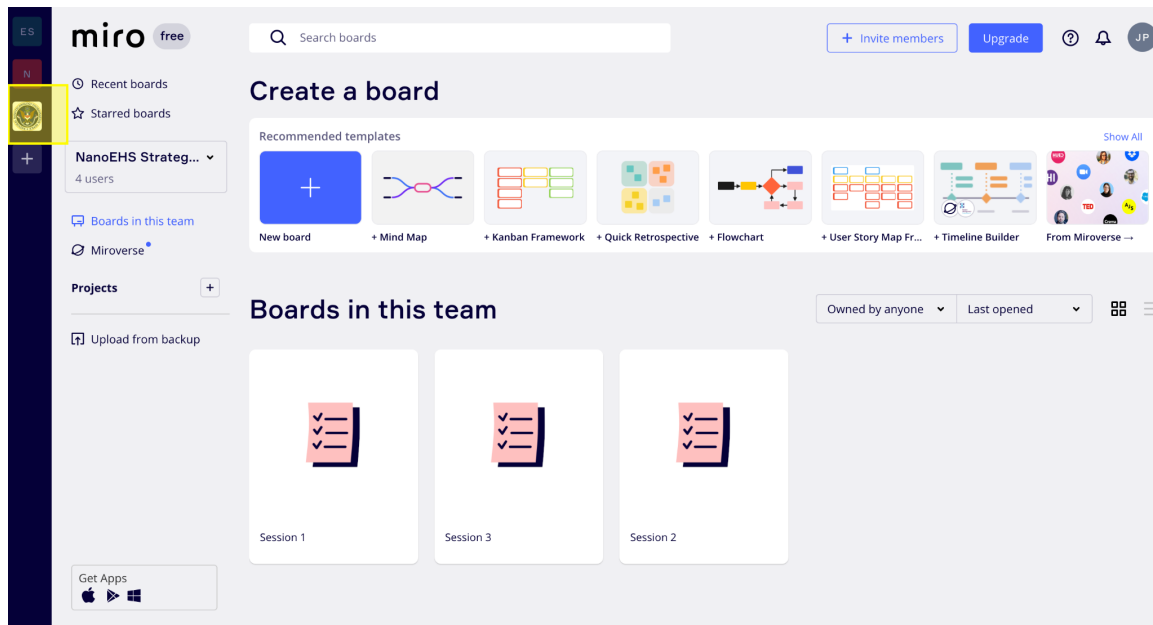 ES
N
+
miro free
Search boards
+ Invite members
Upgrade
JP
Recent boards
Starred boards
NanoEHS Strateg...
4 users
Boards in this team
Miroverse
Projects
+
Upload from backup
Get Apps
Create a board
Recommended templates
Show All
New board
+ Mind Map
+ Kanban Framework
+ Quick Retrospective
+ Flowchart
+ User Story Map Fr...
+ Timeline Builder
From Miroverse →
TED
Boards in this team
Owned by anyone
Last opened
Session 1
Session 3
Session 2